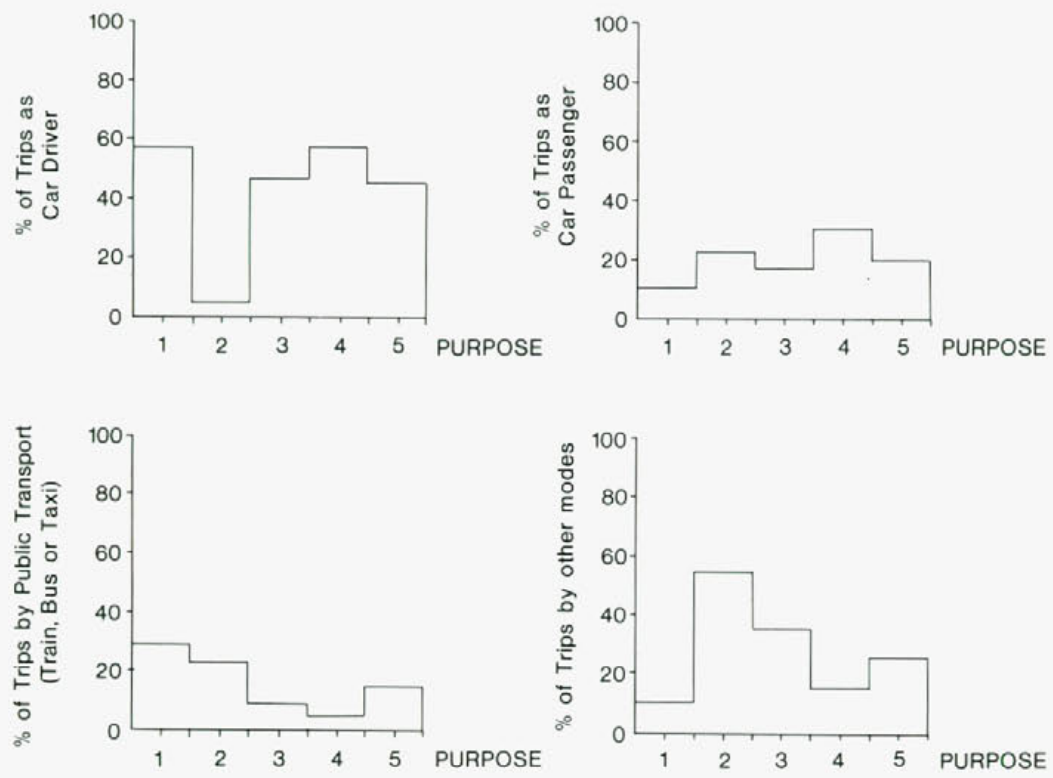 % of Trips as
Car Driver
100
80
60
40
20
0
1 2 3 4 5 PURPOSE
% of Trips as
Car Passenger
100
80
60
40
20
0
1 2 3 4 5 PURPOSE
% of Trips by Public Transport
(Train, Bus or Taxi)
100
80
60
40
20
0
1 2 3 4 5 PURPOSE
% of Trips by other modes
100
80
60
40
20
0
1 2 3 4 5 PURPOSE